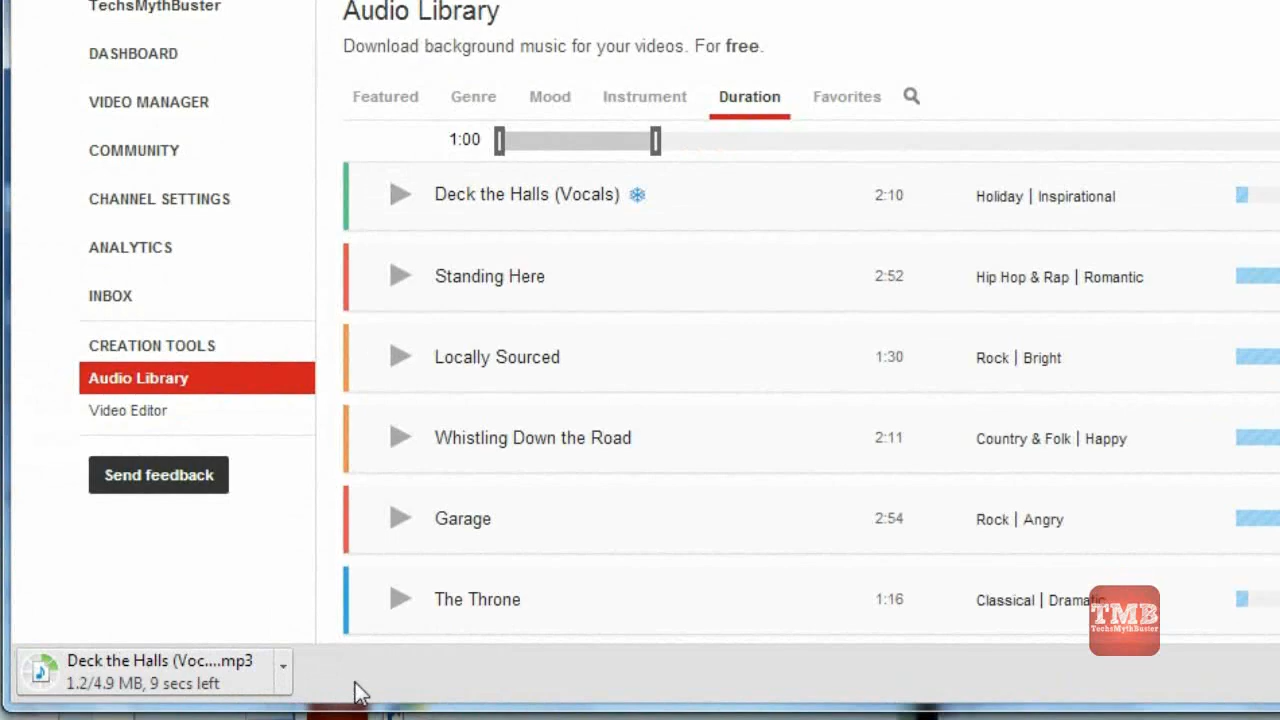 TechsMythBuster
DASHBOARD
VIDEO MANAGER
COMMUNITY
CHANNEL SETTINGS
ANALYTICS
INBOX
CREATION TOOLS
Audio Library
Video Editor
Send feedback
Audio Library
Download background music for your videos. For free.
Featured Genre Mood Instrument Duration Favorites
1:00
Deck the Halls (Vocals) 2:10 Holiday | Inspirational
Standing Here 2:52 Hip Hop & Rap | Romantic
Locally Sourced 1:30 Rock | Bright
Whistling Down the Road 2:11 Country & Folk | Happy
Garage 2:54 Rock | Angry
The Throne 1:16 Classical | Dramatic
TMB
TechsMythBuster
Deck the Halls (Voc....mp3
1.2/4.9 MB, 9 secs left